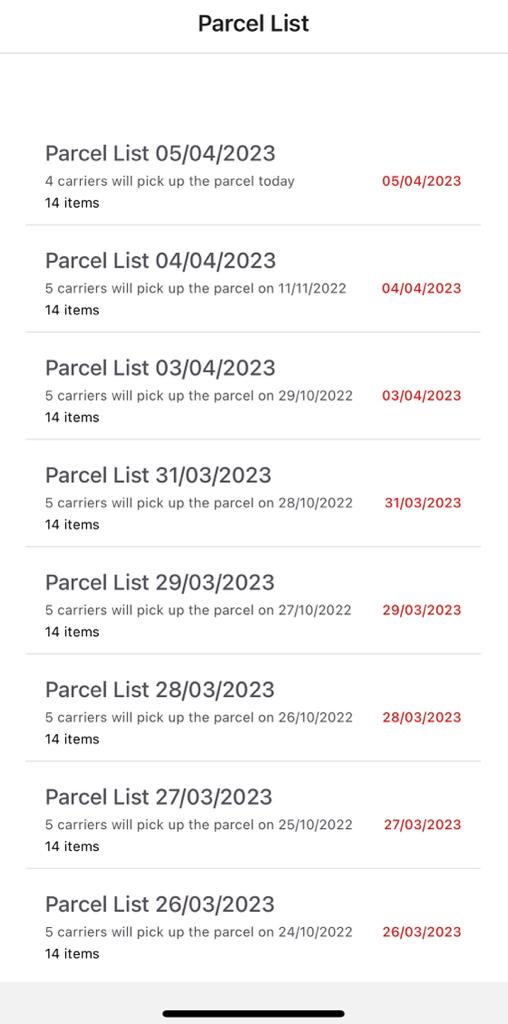 Parcel List
Parcel List 05/04/2023
4 carriers will pick up the parcel today 05/04/2023
14 items
Parcel List 04/04/2023
5 carriers will pick up the parcel on 11/11/2022 04/04/2023
14 items
Parcel List 03/04/2023
5 carriers will pick up the parcel on 29/10/2022 03/04/2023
14 items
Parcel List 31/03/2023
5 carriers will pick up the parcel on 28/10/2022 31/03/2023
14 items
Parcel List 29/03/2023
5 carriers will pick up the parcel on 27/10/2022 29/03/2023
14 items
Parcel List 28/03/2023
5 carriers will pick up the parcel on 26/10/2022 28/03/2023
14 items
Parcel List 27/03/2023
5 carriers will pick up the parcel on 25/10/2022 27/03/2023
14 items
Parcel List 26/03/2023
5 carriers will pick up the parcel on 24/10/2022 26/03/2023
14 items